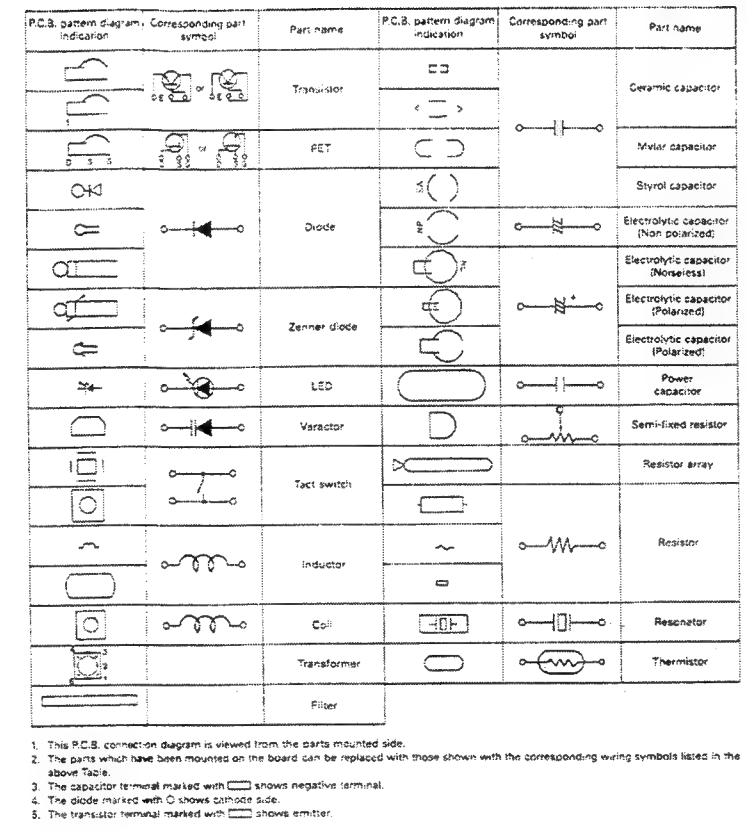 P.C.B. pattern diagram indication
Corresponding part symbol
Part name
P.C.B. pattern diagram indication
Corresponding part symbol
Part name
Transistor
Ceramic capacitor
FET
Mylar capacitor
Styrol capacitor
Diode
Electrolytic capacitor
(Non polarized)
Electrolytic capacitor
(Noiseless)
Zenner diode
Electrolytic capacitor
(Polarized)
Electrolytic capacitor
(Polarized)
LED
Power
capacitor
Varactor
Semi-fixed resistor
Tact switch
Resistor array
Inductor
Resistor
Coil
Resonator
Transformer
Thermistor
Filter
1. This P.C.B. connection diagram is viewed from the parts mounted side.
2. The parts which have been mounted on the board can be replaced with those shown with the corresponding wiring symbols listed in the
above Table.
3. The capacitor terminal marked with shows negative terminal.
4. The diode marked with O shows cathode side.
5. The transistor terminal marked with shows emitter.